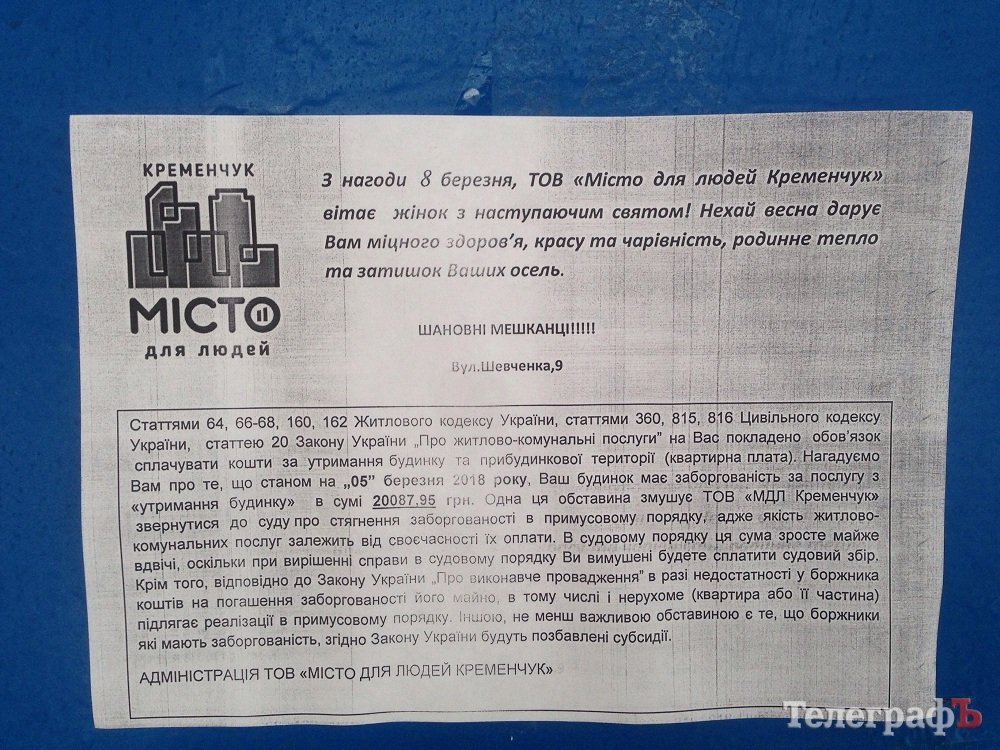 КРЕМЕНЧУК
МІСТО
для людей
З нагоди 8 березня, ТОВ «Місто для людей Кременчук»
вітає жінок з наступаючим святом! Нехай весна дарує
Вам міцного здоров’я, красу та чарівність, родинне тепло
та затишок Ваших осель.
ШАНОВНІ МЕШКАНЦІ!!!!!
Вул.Шевченка,9
Статтями 64, 66-68, 160, 162 Житлового кодексу України, статтями 360, 815, 816 Цивільного кодексу
України, статтею 20 Закону України „Про житлово-комунальні послуги” на Вас покладено обов’язок
сплачувати кошти за утримання будинку та прибудинкової території (квартирна плата). Нагадуємо
Вам про те, що станом на „05” березня 2018 року, Ваш будинок має заборгованість за послугу з
«утримання будинку» в сумі 20087,95 грн. Одна ця обставина змушує ТОВ «МДЛ Кременчук»
звернутися до суду про стягнення заборгованості в примусовому порядку, адже якість житлово-
комунальних послуг залежить від своєчасності їх оплати. В судовому порядку ця сума зросте майже
вдвічі, оскільки при вирішенні справи в судовому порядку Ви вимушені будете сплатити судовий збір.
Крім того, відповідно до Закону України „Про виконавче провадження” в разі недостатності у боржника
коштів на погашення заборгованості його майно, в тому числі і нерухоме (квартира або її частина)
підлягає реалізації в примусовому порядку. Іншою, не менш важливою обставиною є те, що боржники
які мають заборгованість, згідно Закону України будуть позбавлені субсидії.
АДМІНІСТРАЦІЯ ТОВ «МІСТО ДЛЯ ЛЮДЕЙ КРЕМЕНЧУК»
ТелеграфЪ